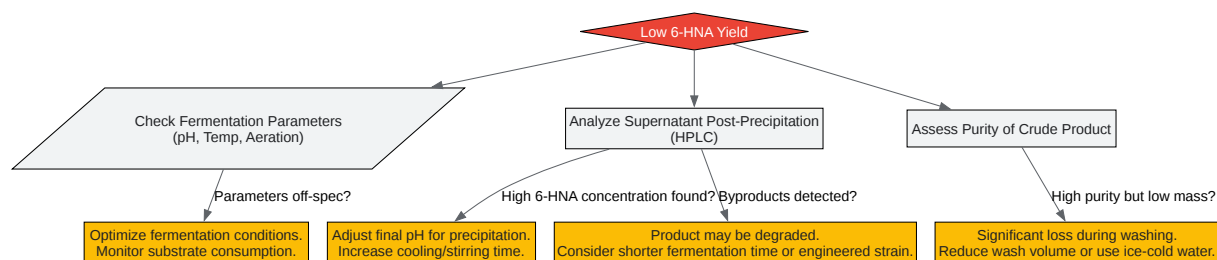 Low 6-HNA Yield
Check Fermentation Parameters
(pH, Temp, Aeration)
Analyze Supernatant Post-Precipitation
(HPLC)
Assess Purity of Crude Product
Parameters off-spec?
High 6-HNA concentration found?
Byproducts detected?
High purity but low mass?
Optimize fermentation conditions.
Monitor substrate consumption.
Adjust final pH for precipitation.
Increase cooling/stirring time.
Product may be degraded.
Consider shorter fermentation time or engineered strain.
Significant loss during washing.
Reduce wash volume or use ice-cold water.